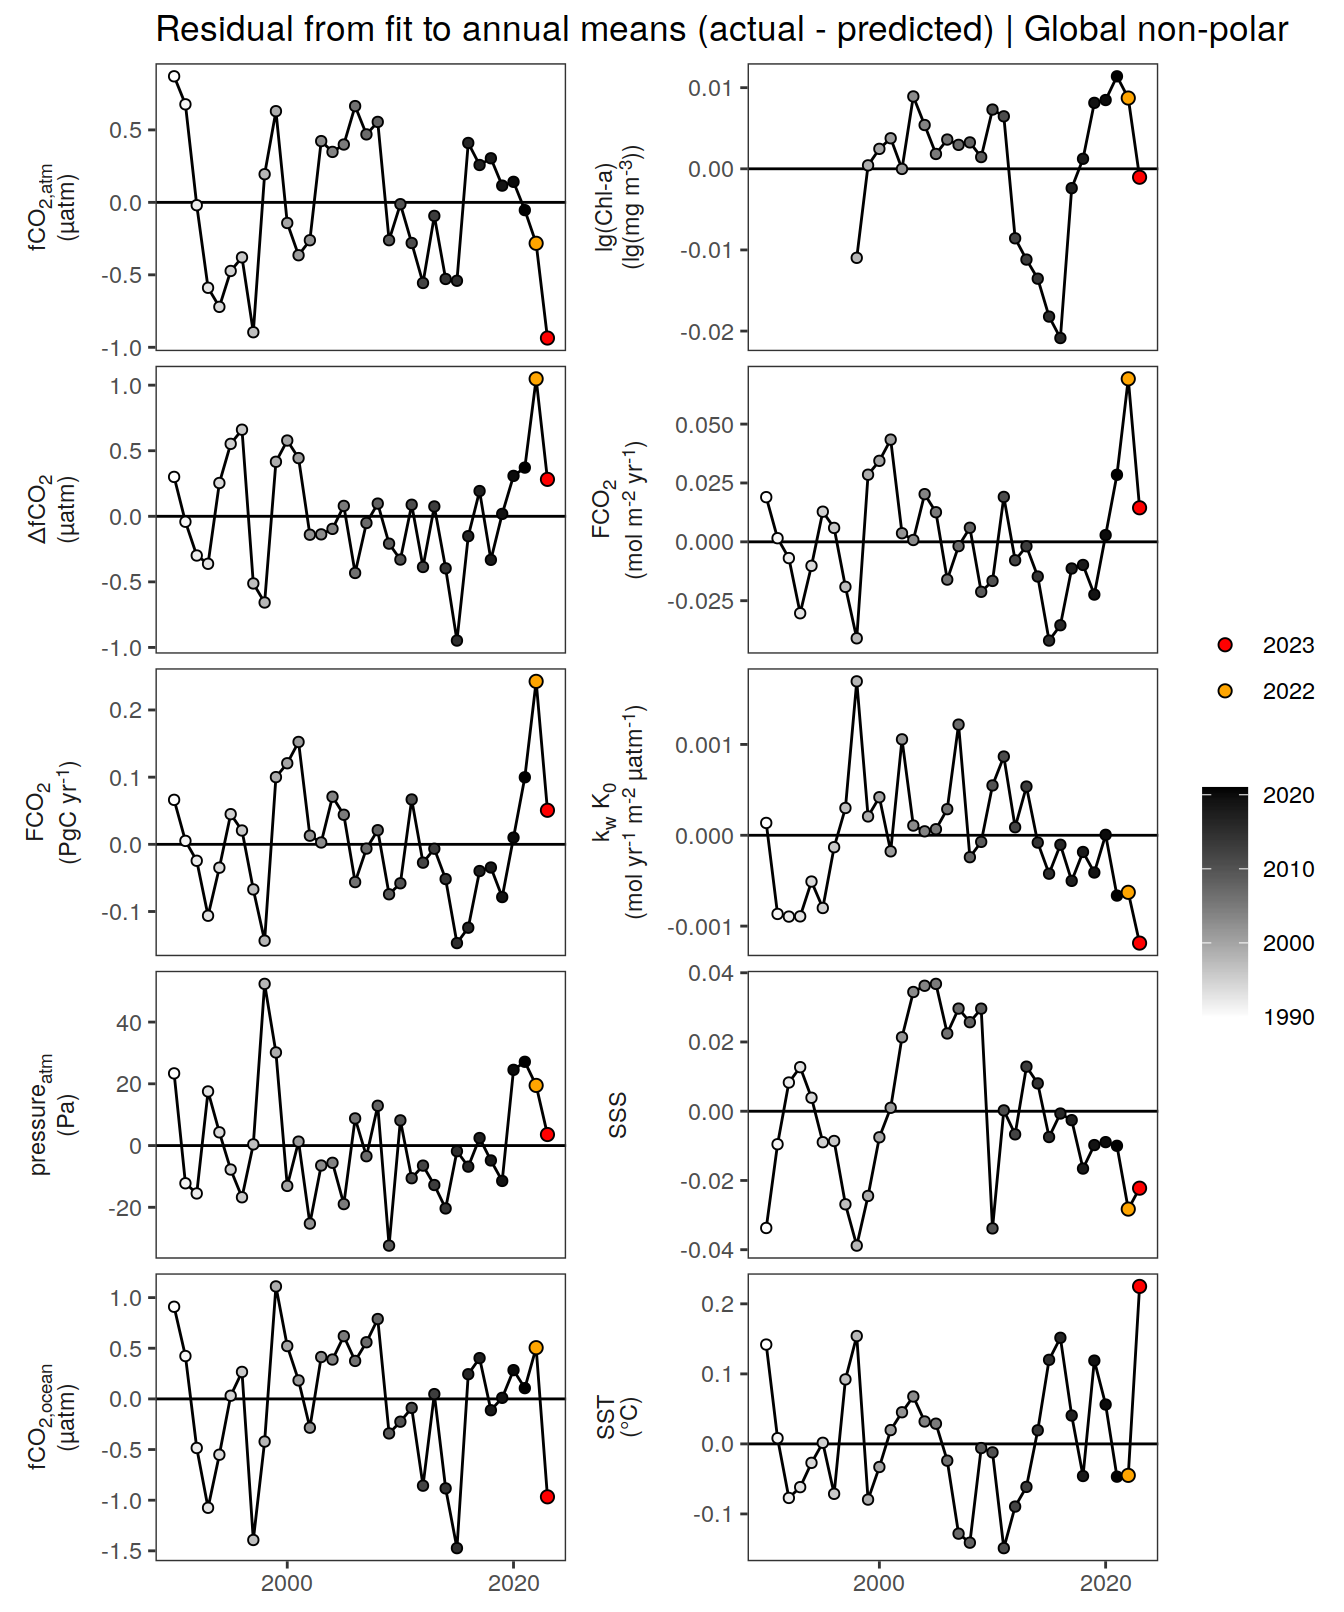 Residual from fit to annual means (actual - predicted) | Global non-polar
fCO2,atm
(µatm)
0.5
0.0
-0.5
-1.0
lg(Chl-a)
(lg(mg m-3))
0.01
0.00
-0.01
-0.02
ΔfCO2
(µatm)
1.0
0.5
0.0
-0.5
-1.0
FCO2
(mol m-2 yr-1)
0.050
0.025
0.000
-0.025
FCO2
(PgC yr-1)
0.2
0.1
0.0
-0.1
kw K0
(mol yr-1 m-2 µatm-1)
0.001
0.000
-0.001
pressureatm
(Pa)
40
20
0
-20
SSS
0.04
0.02
0.00
-0.02
-0.04
fCO2,ocean
(µatm)
1.0
0.5
0.0
-0.5
-1.0
-1.5
2000 2020
SST
(°C)
0.2
0.1
0.0
-0.1
2000 2020
2023
2022
2020
2010
2000
1990